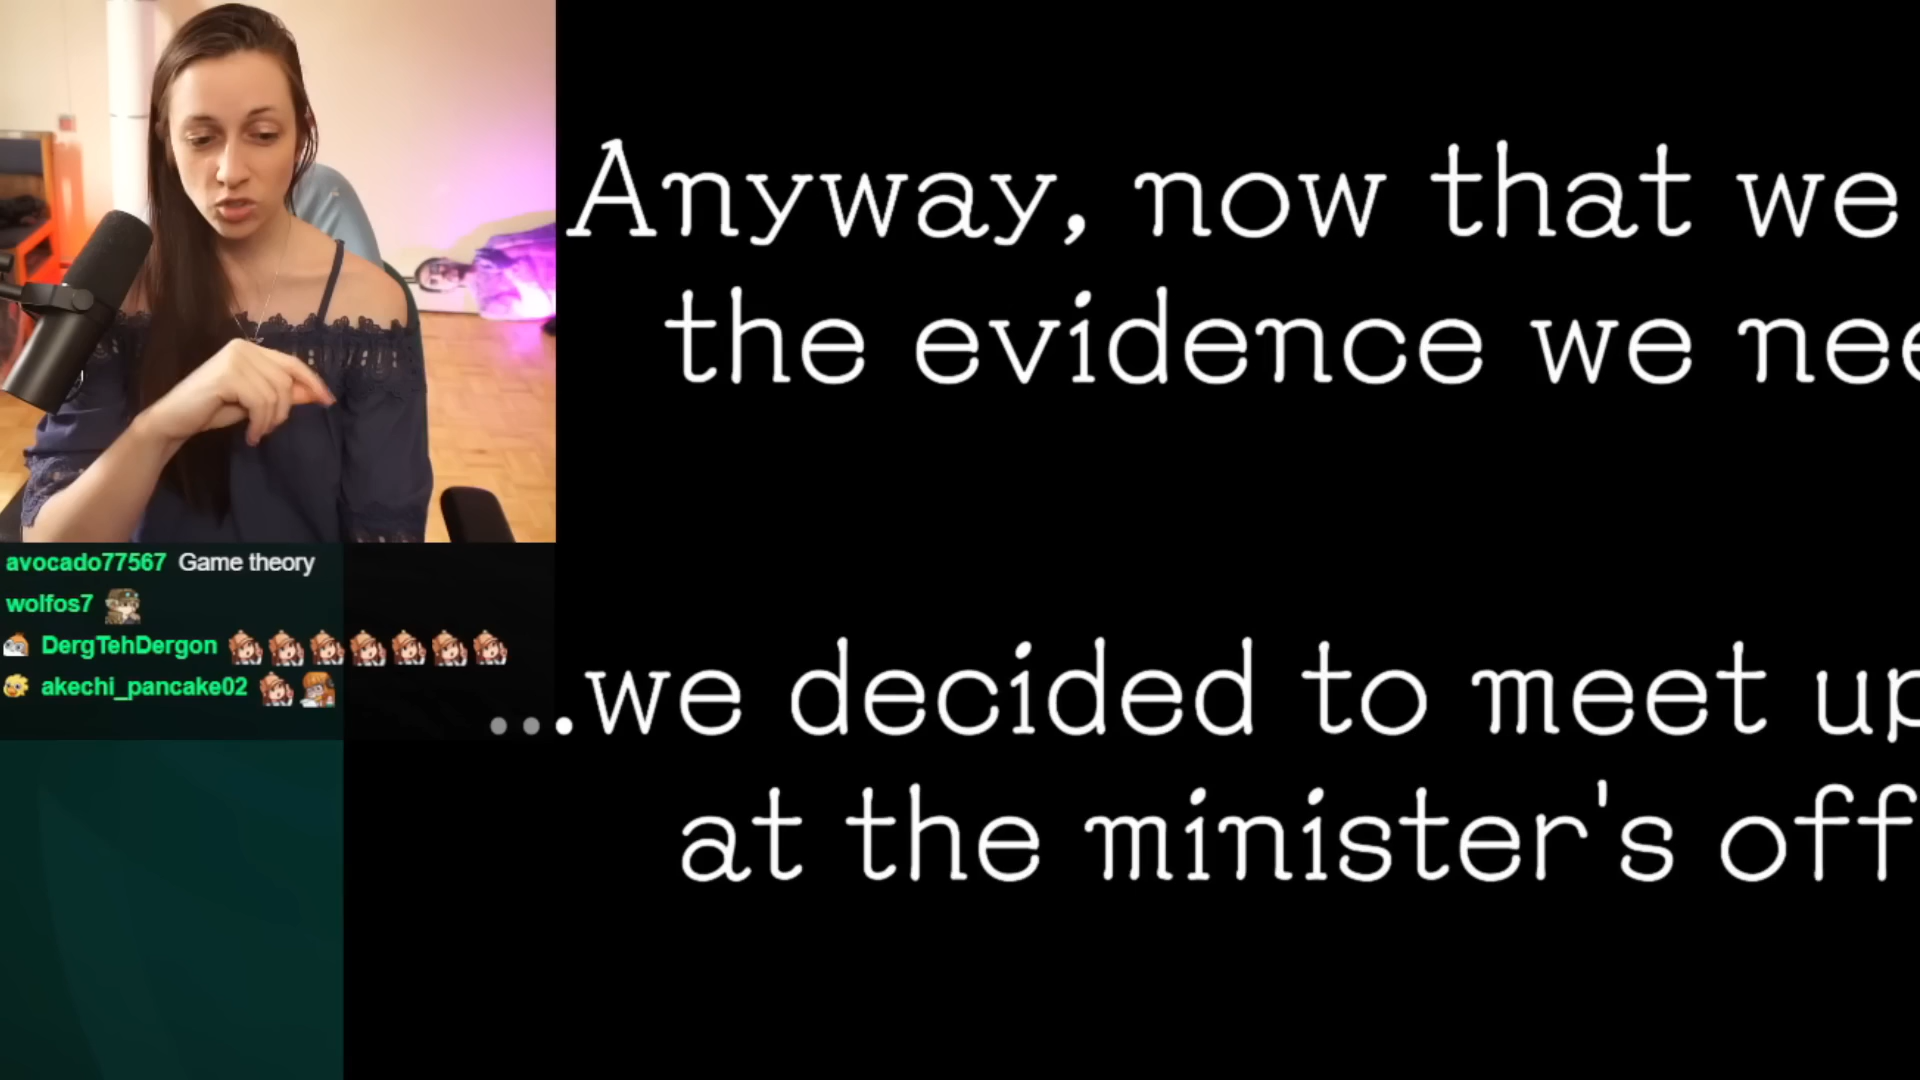 Anyway, now that we
the evidence we nee
...we decided to meet up
at the minister's off
avocado77567 Game theory
wolfos7
DergTehDergon
akechi_pancake02